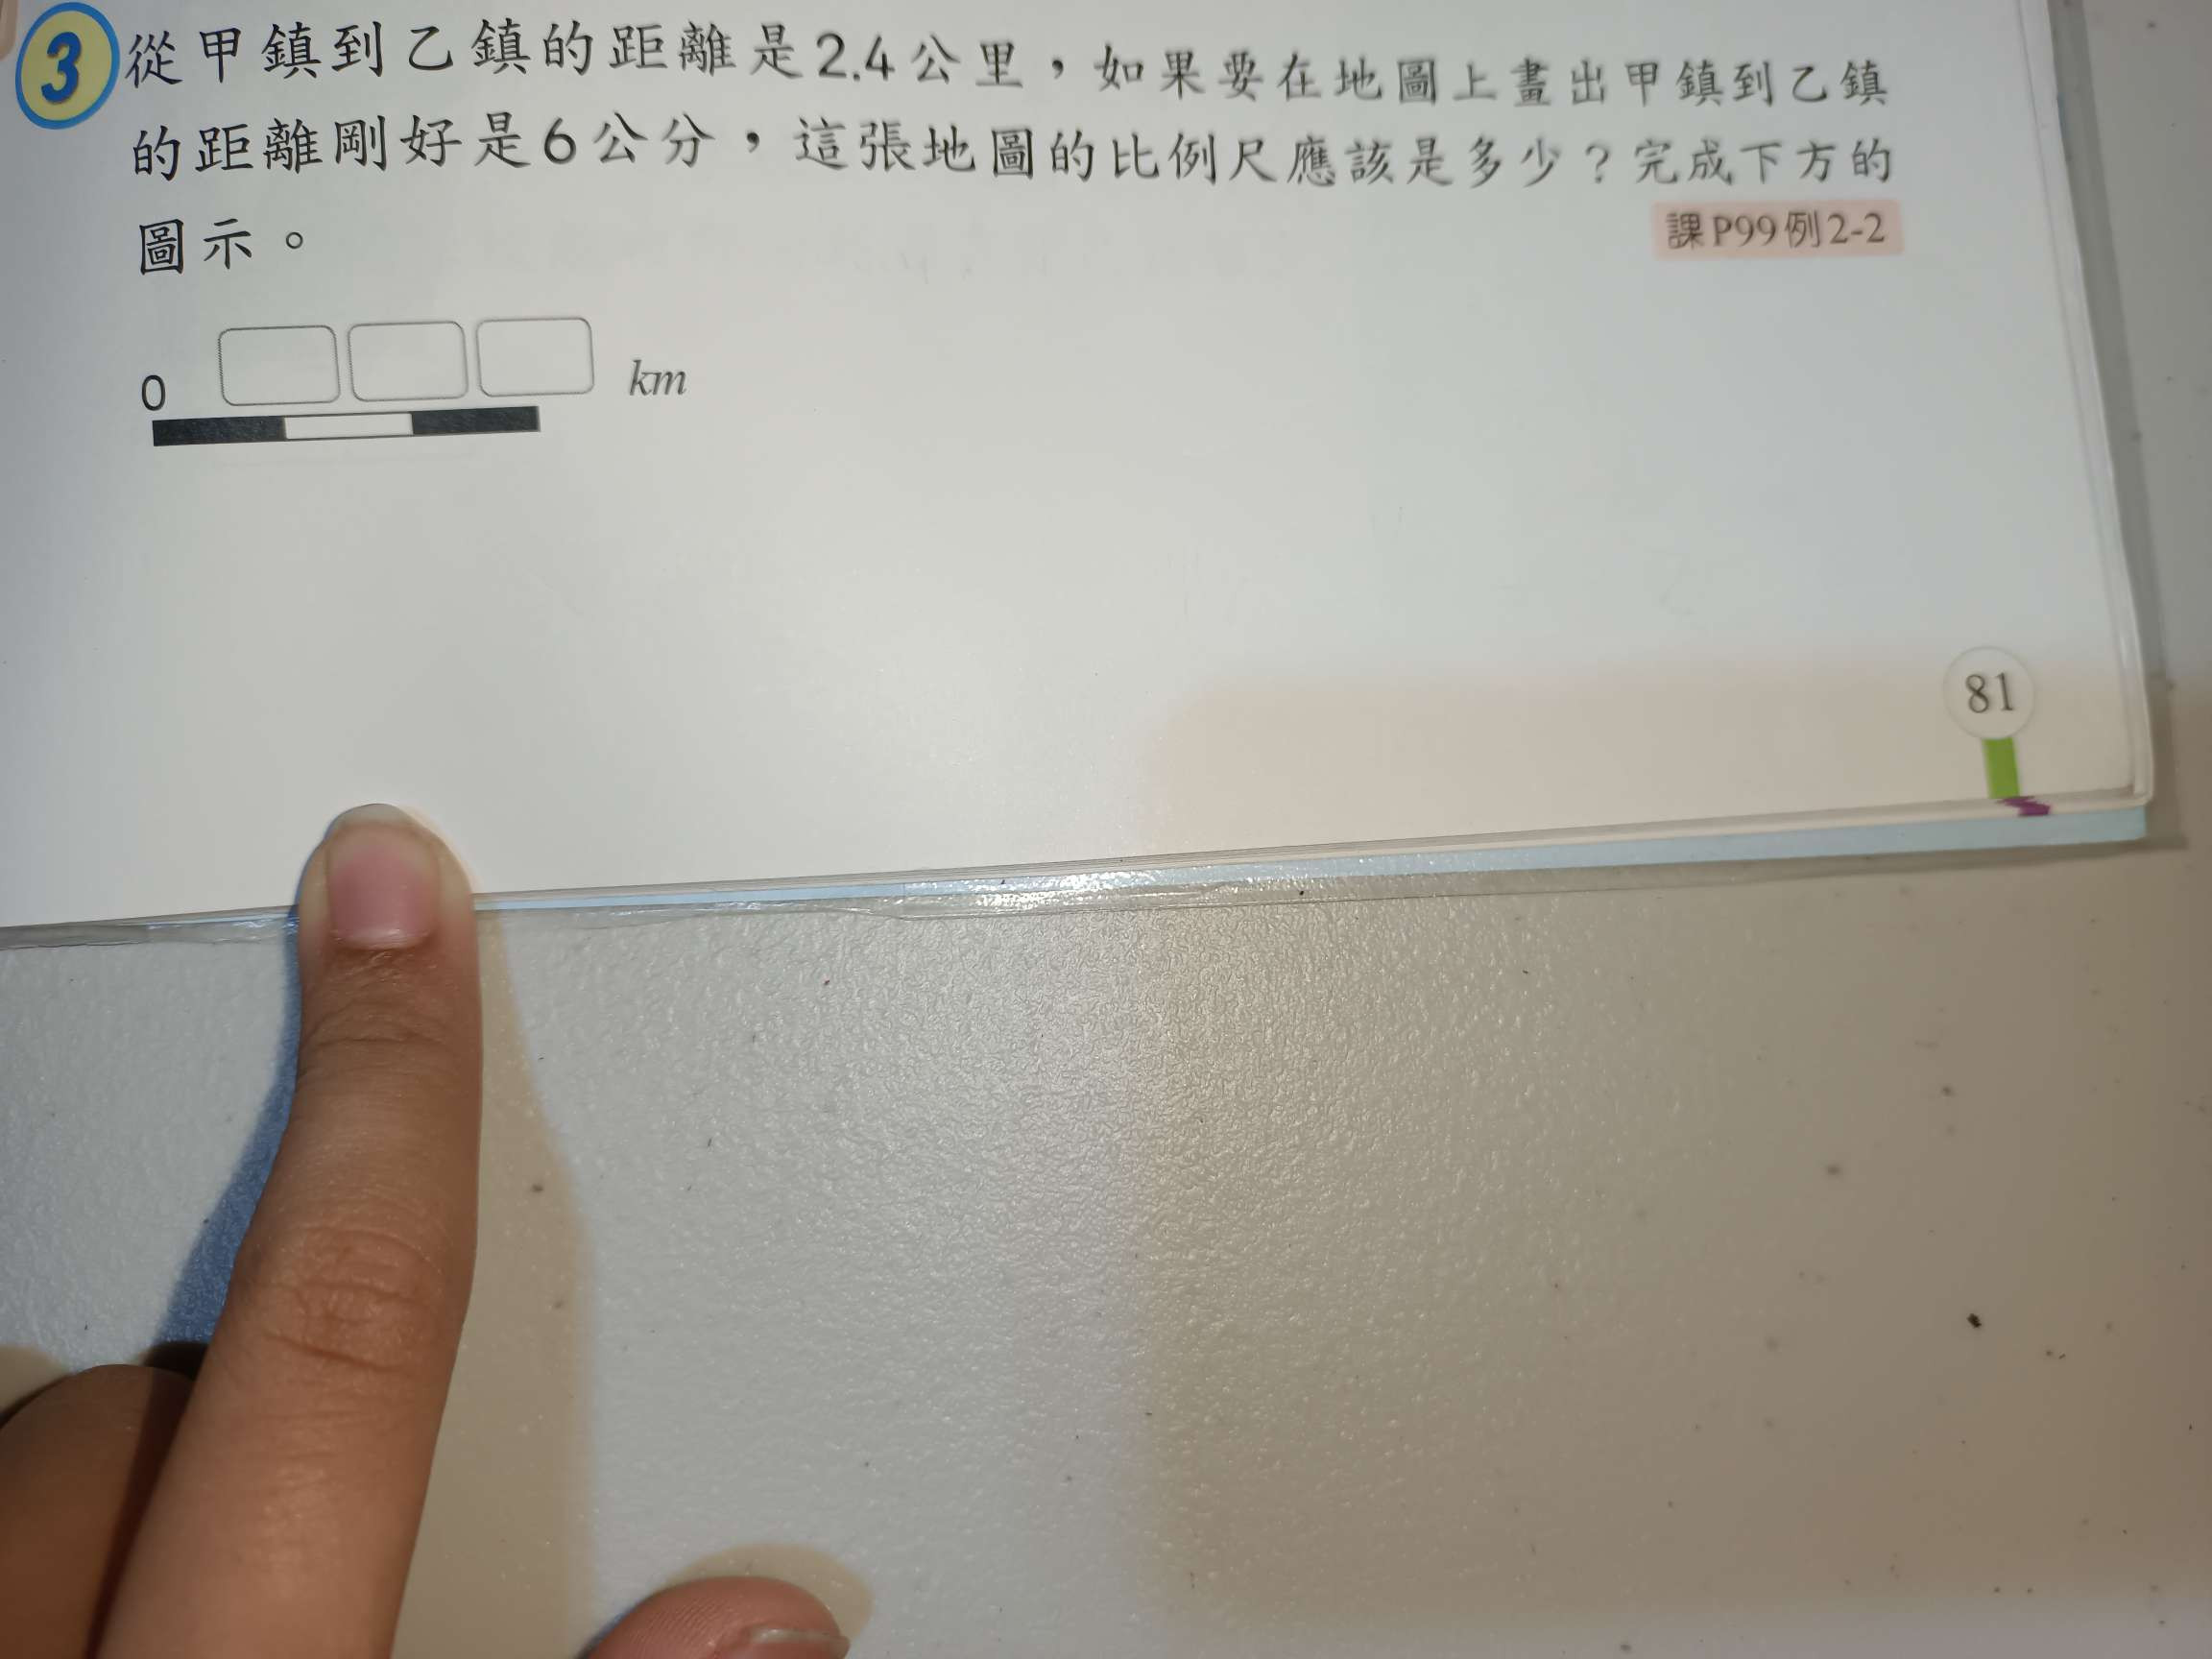 3 從甲鎮到乙鎮的距離是2.4公里，如果要在地圖上畫出甲鎮到乙鎮
的距離剛好是6公分，這張地圖的比例尺應該是多少？完成下方的
圖示。
課P99例2-2
0 km
81